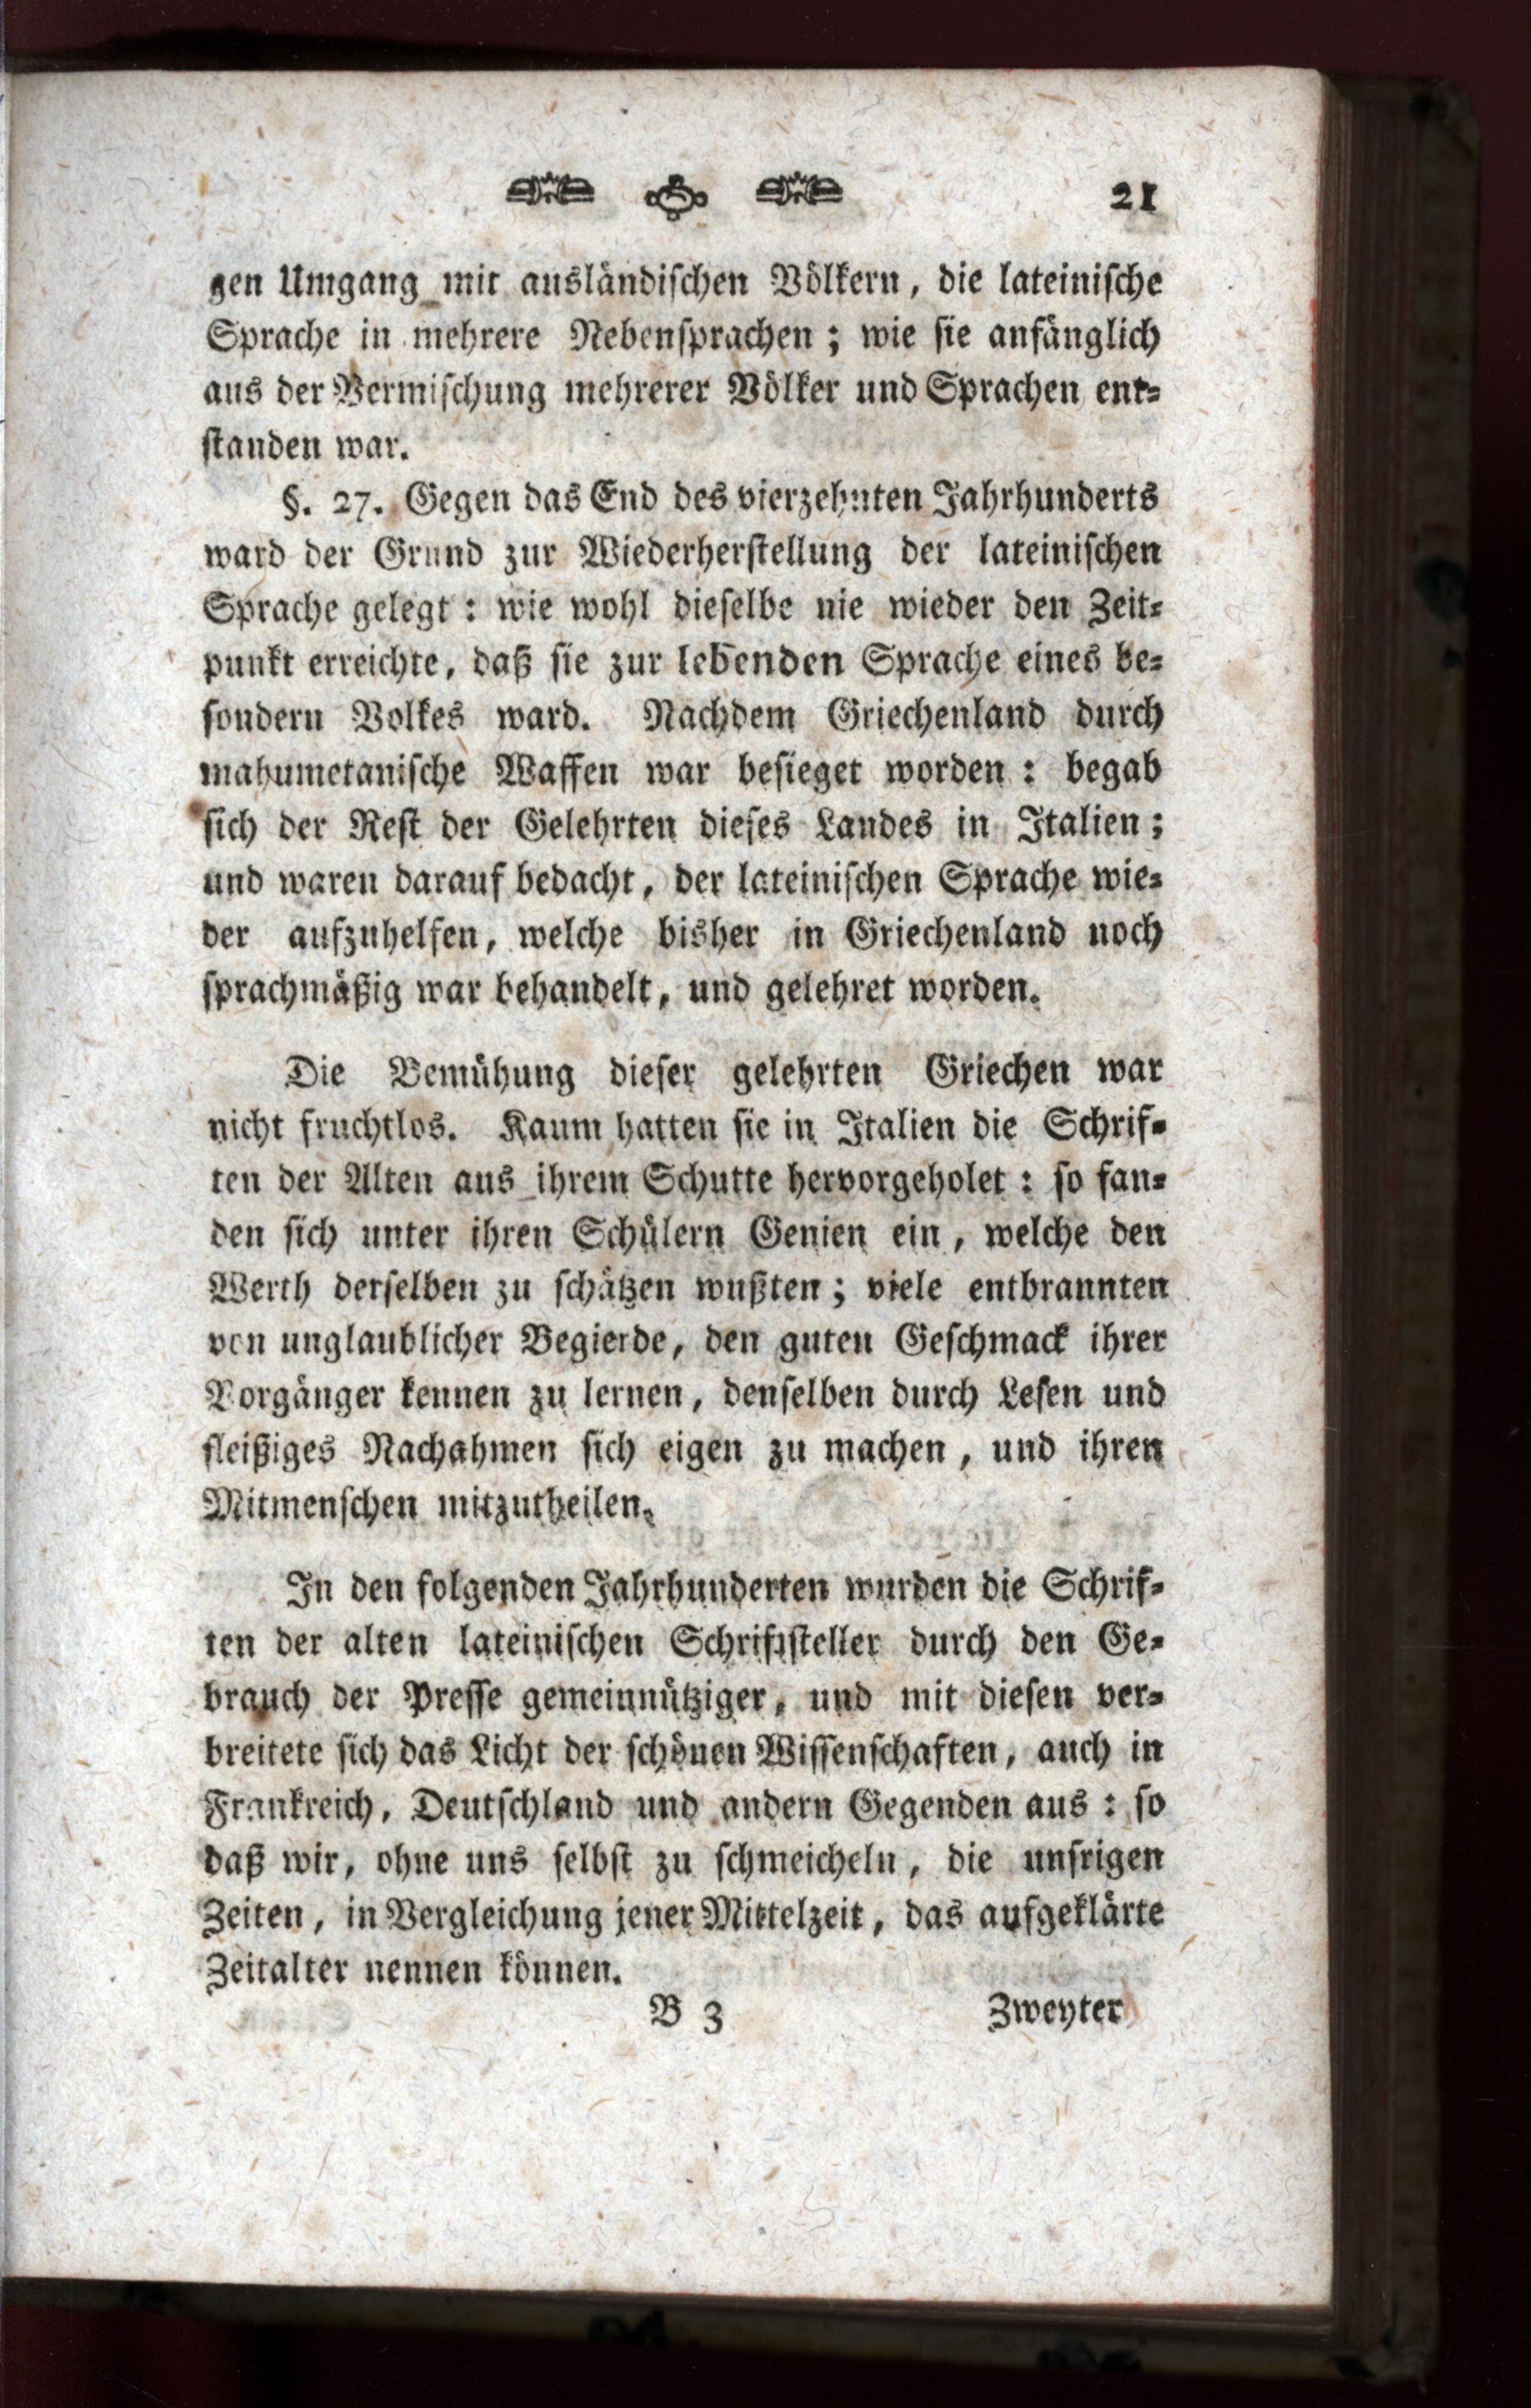 21
gen Umgang mit ausländischen Völkern, die lateinische
Sprache in mehrere Nebensprachen; wie sie anfänglich
aus der Vermischung mehrerer Völker und Sprachen ent-
standen war.
§. 27. Gegen das End des vierzehnten Jahrhunderts
ward der Grund zur Wiederherstellung der lateinischen
Sprache gelegt: wie wohl dieselbe nie wieder den Zeit-
punkt erreichte, daß sie zur lebenden Sprache eines be-
sondern Volkes ward. Nachdem Griechenland durch
mahumetanische Waffen war besieget worden: begab
sich der Rest der Gelehrten dieses Landes in Italien;
und waren darauf bedacht, der lateinischen Sprache wie-
der aufzuhelfen, welche bisher in Griechenland noch
sprachmäßig war behandelt, und gelehret worden.
Die Bemühung dieser gelehrten Griechen war
nicht fruchtlos. Kaum hatten sie in Italien die Schrif-
ten der Alten aus ihrem Schutte hervorgeholet: so fan-
den sich unter ihren Schülern Genien ein, welche den
Werth derselben zu schätzen wußten; viele entbrannten
von unglaublicher Begierde, den guten Geschmack ihrer
Vorgänger kennen zu lernen, denselben durch Lesen und
fleißiges Nachahmen sich eigen zu machen, und ihren
Mitmenschen mitzutheilen.
In den folgenden Jahrhunderten wurden die Schrif-
ten der alten lateinischen Schriftsteller durch den Ge-
brauch der Presse gemeinnütziger, und mit diesen ver-
breitete sich das Licht der schönen Wissenschaften, auch in
Frankreich, Deutschland und andern Gegenden aus: so
daß wir, ohne uns selbst zu schmeicheln, die unsrigen
Zeiten, in Vergleichung jener Mittelzeit, das aufgeklärte
Zeitalter nennen können.
B 3 Zweyter